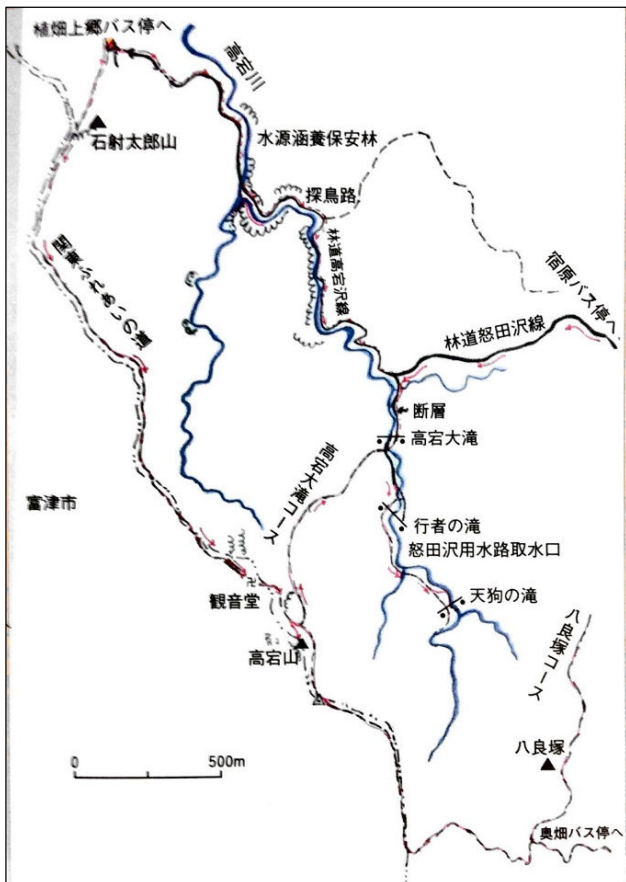 植畑上郷バス停へ
高宕川
石射太郎山
水源涵養保安林
探鳥路
林道高宕沢線
宿原バス停へ
関東ふれあいの道
林道怒田沢線
断層
高宕大滝
高宕大滝コース
富津市
行者の滝
怒田沢用水路取水口
観音堂
天狗の滝
高宕山
八良塚コース
0 500m
八良塚
奥畑バス停へ